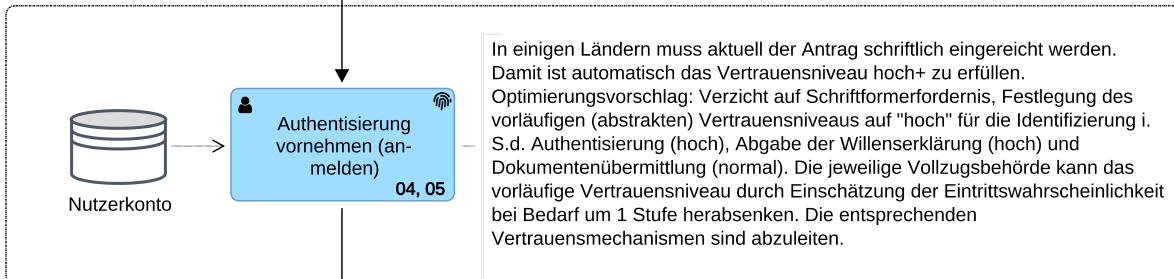 In einigen Ländern muss aktuell der Antrag schriftlich eingereicht werden.
Damit ist automatisch das Vertrauensniveau hoch+ zu erfüllen.
Optimierungsvorschlag: Verzicht auf Schriftformerfordernis, Festlegung des
vorläufigen (abstrakten) Vertrauensniveaus auf "hoch" für die Identifizierung i.
S.d. Authentisierung (hoch), Abgabe der Willenserklärung (hoch) und
Dokumentenübermittlung (normal). Die jeweilige Vollzugsbehörde kann das
vorläufige Vertrauensniveau durch Einschätzung der Eintrittswahrscheinlichkeit
bei Bedarf um 1 Stufe herabsenken. Die entsprechenden
Vertrauensmechanismen sind abzuleiten.
Authentisierung
vornehmen (an-
melden)
04, 05
Nutzerkonto